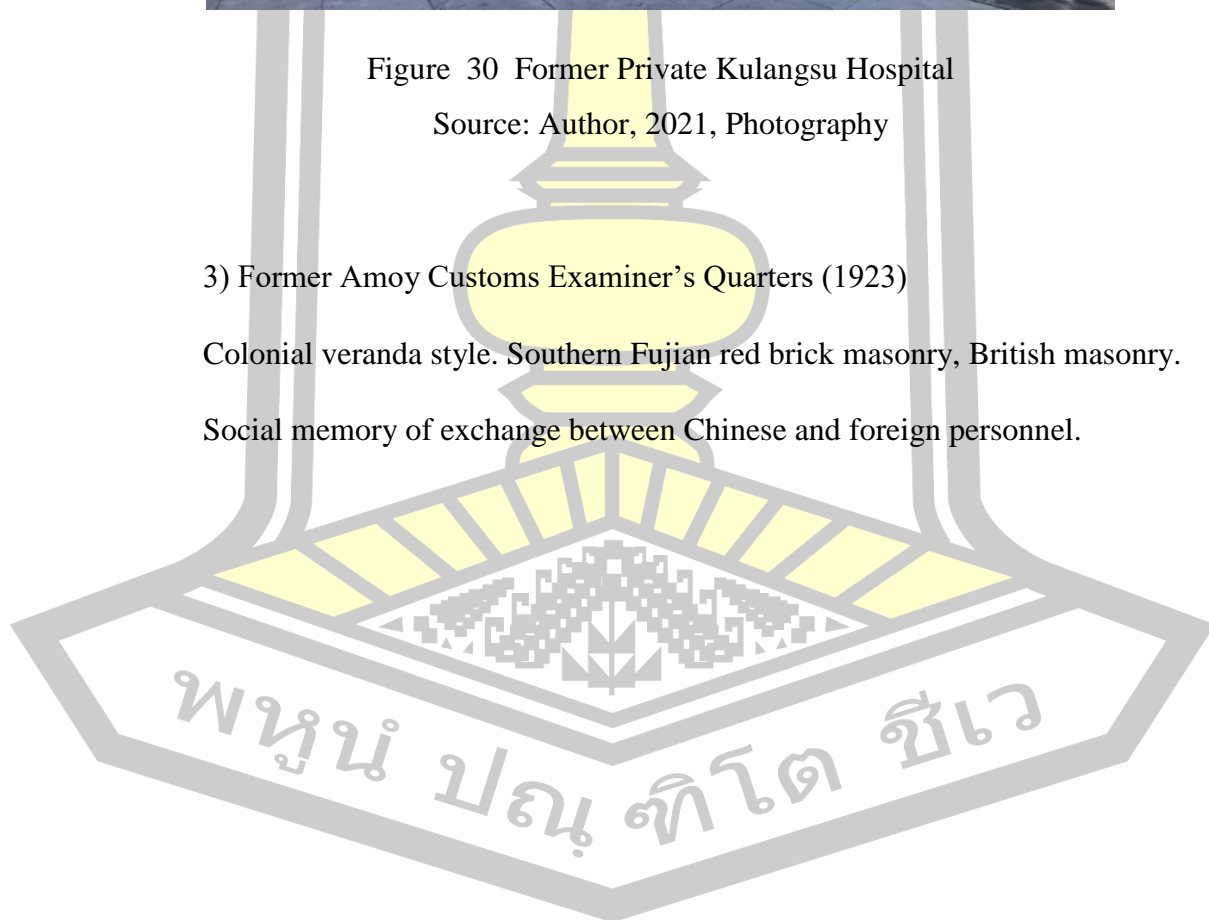 Figure  30  Former Private Kulangsu Hospital
Source: Author, 2021, Photography
3) Former Amoy Customs Examiner’s Quarters (1923)
Colonial veranda style. Southern Fujian red brick masonry, British masonry.
Social memory of exchange between Chinese and foreign personnel.
พหูนํ ปณฺฑิโต ชีเว